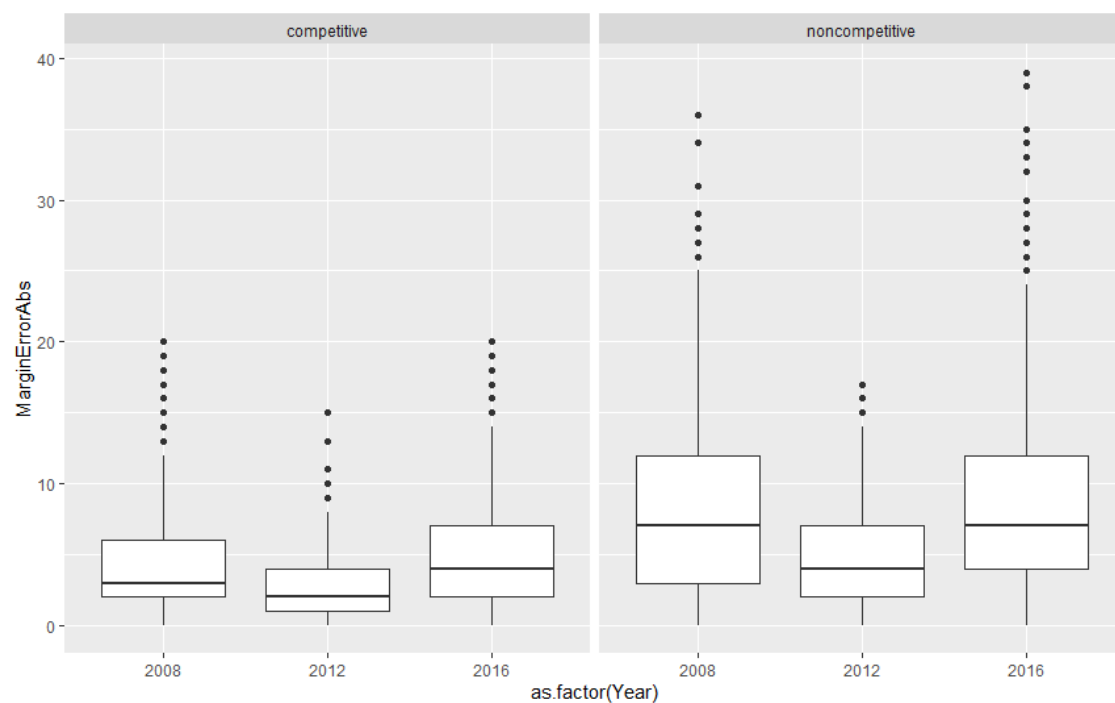 competitive
noncompetitive
40
30
20
10
0
MarginErrorAbs
2008
2012
2016
2008
2012
2016
as.factor(Year)